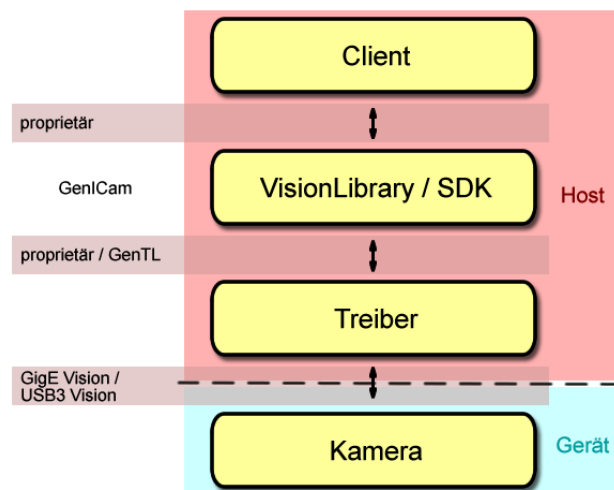 Client
proprietär
GenICam
VisionLibrary / SDK
Host
proprietär / GenTL
Treiber
GigE Vision /
USB3 Vision
Kamera
Gerät